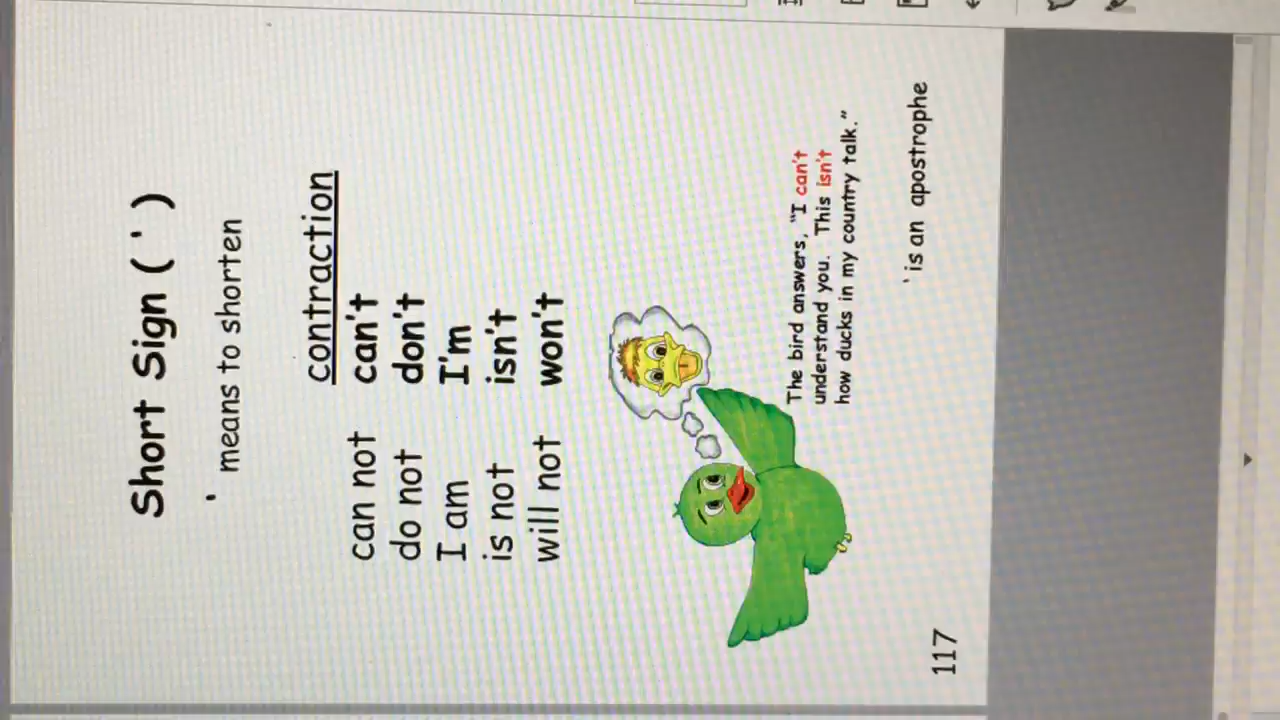 Short Sign ( ' )
' means to shorten
contraction
can not can't
do not don't
I am I'm
is not isn't
will not won't
The bird answers, "I can't
understand you. This isn't
how ducks in my country talk."
' is an apostrophe
117